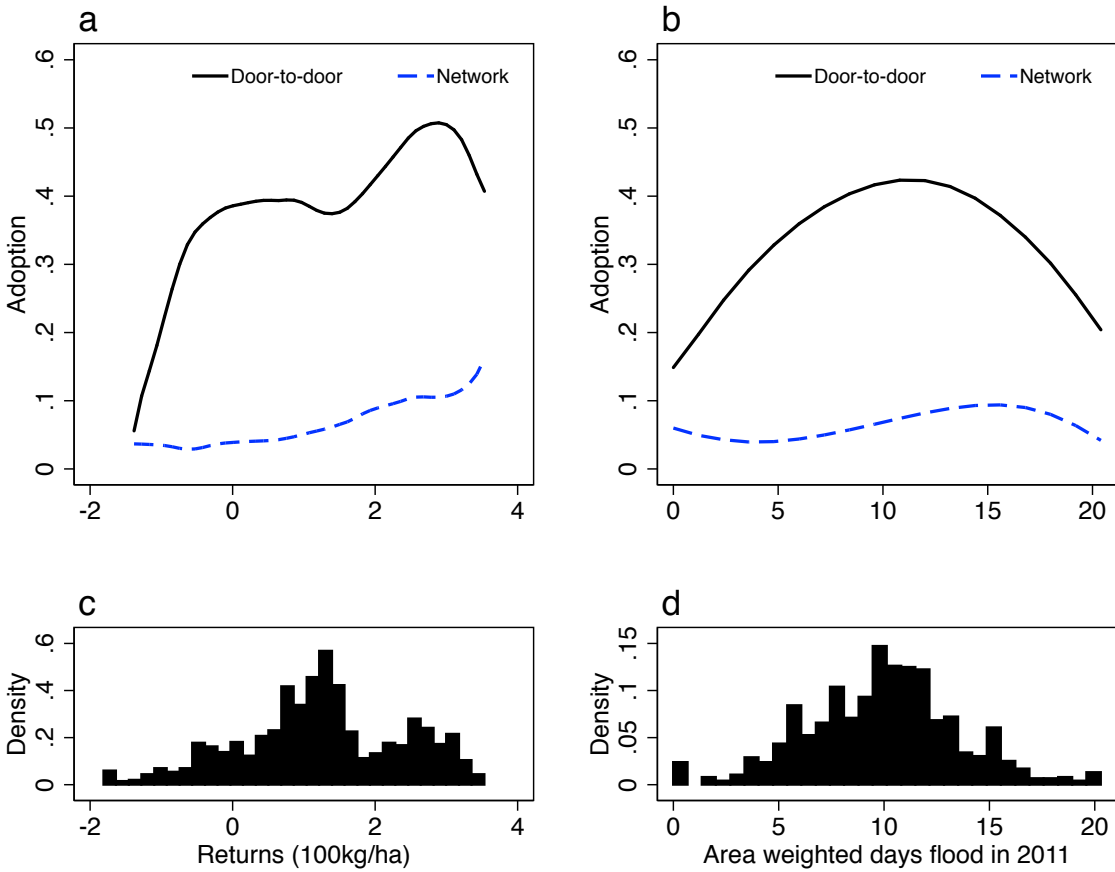 a
Door-to-door Network
Adoption
0 .1 .2 .3 .4 .5 .6
-2 0 2 4
b
Door-to-door Network
Adoption
0 .1 .2 .3 .4 .5 .6
0 5 10 15 20
c
Density
0 .2 .4 .6
-2 0 2 4
Returns (100kg/ha)
d
Density
0 .05 .1 .15
0 5 10 15 20
Area weighted days flood in 2011